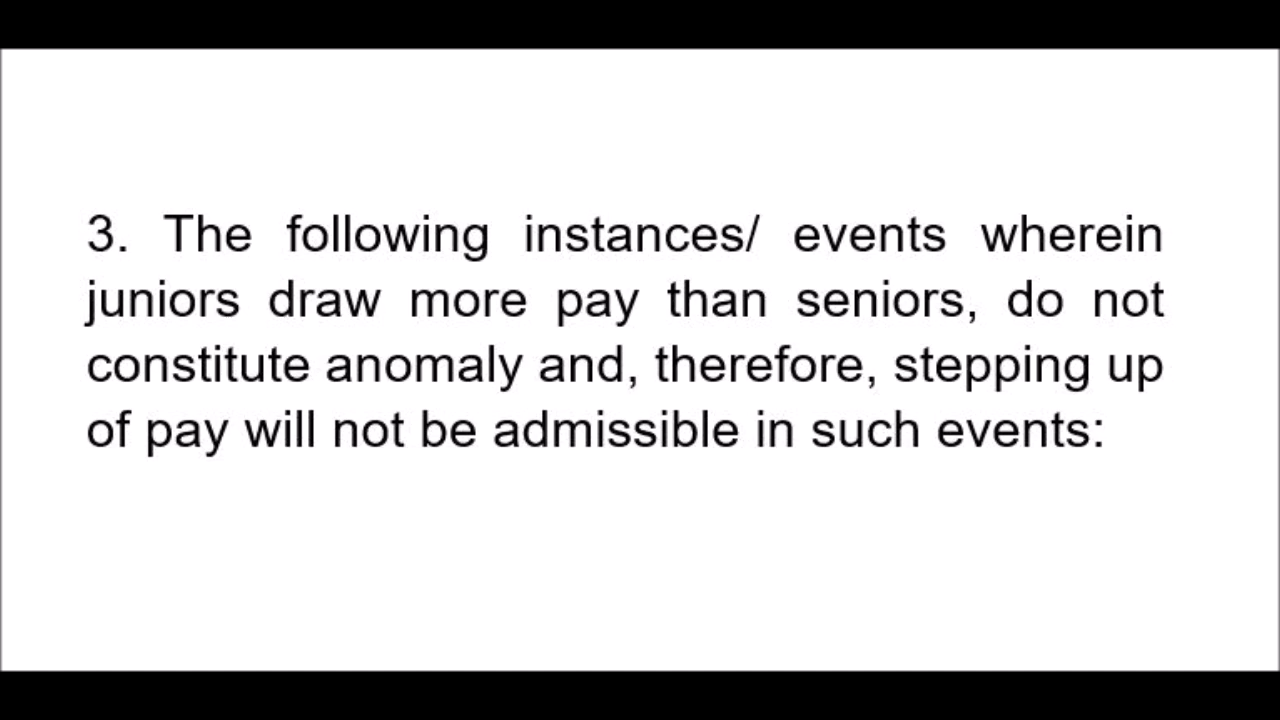 3. The following instances/ events wherein
juniors draw more pay than seniors, do not
constitute anomaly and, therefore, stepping up
of pay will not be admissible in such events: